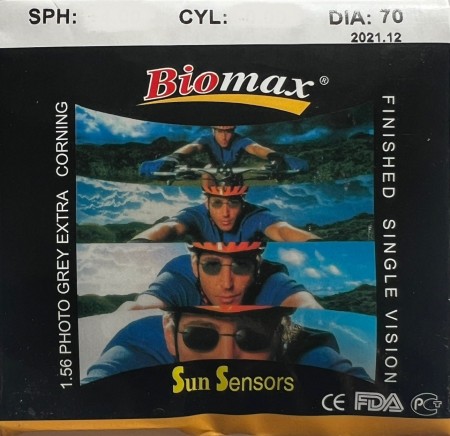 SPH: CYL: DIA: 70
2021.12
Biomax®
1.56 PHOTO GREY EXTRA CORNING
FINISHED SINGLE VISION
Sun Sensors
CE FDA PCT